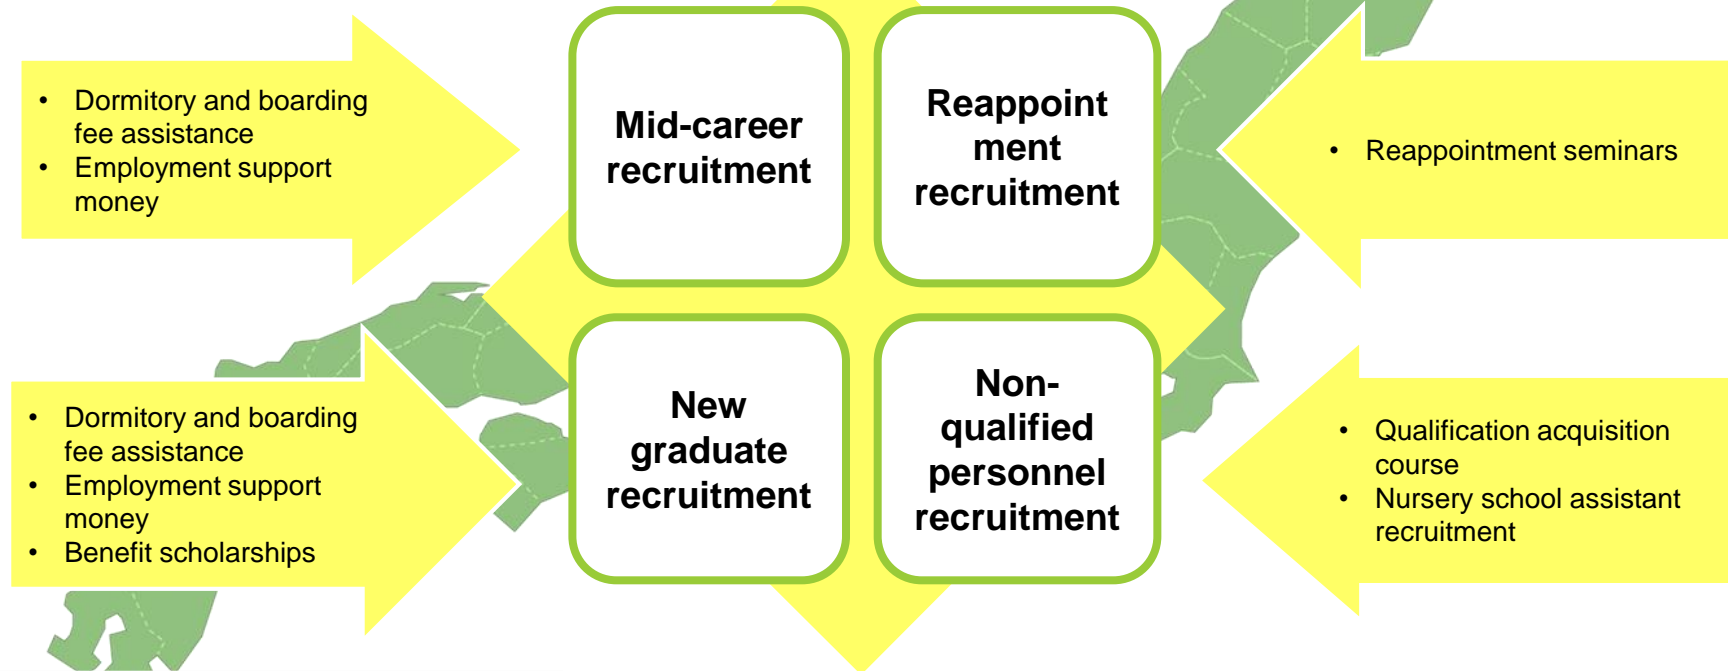 • Dormitory and boarding
fee assistance
• Employment support
money
Mid-career
recruitment
Reappoint
ment
recruitment
• Reappointment seminars
• Dormitory and boarding
fee assistance
• Employment support
money
• Benefit scholarships
New
graduate
recruitment
Non-
qualified
personnel
recruitment
• Qualification acquisition
course
• Nursery school assistant
recruitment